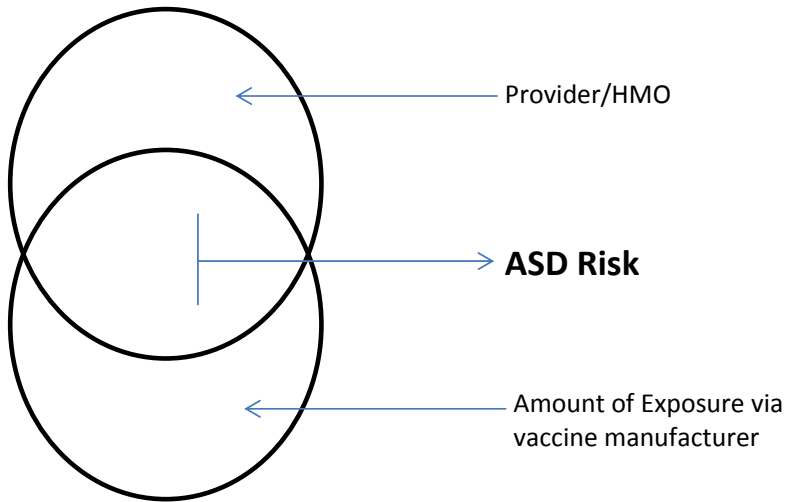 Provider/HMO
ASD Risk
Amount of Exposure via
vaccine manufacturer